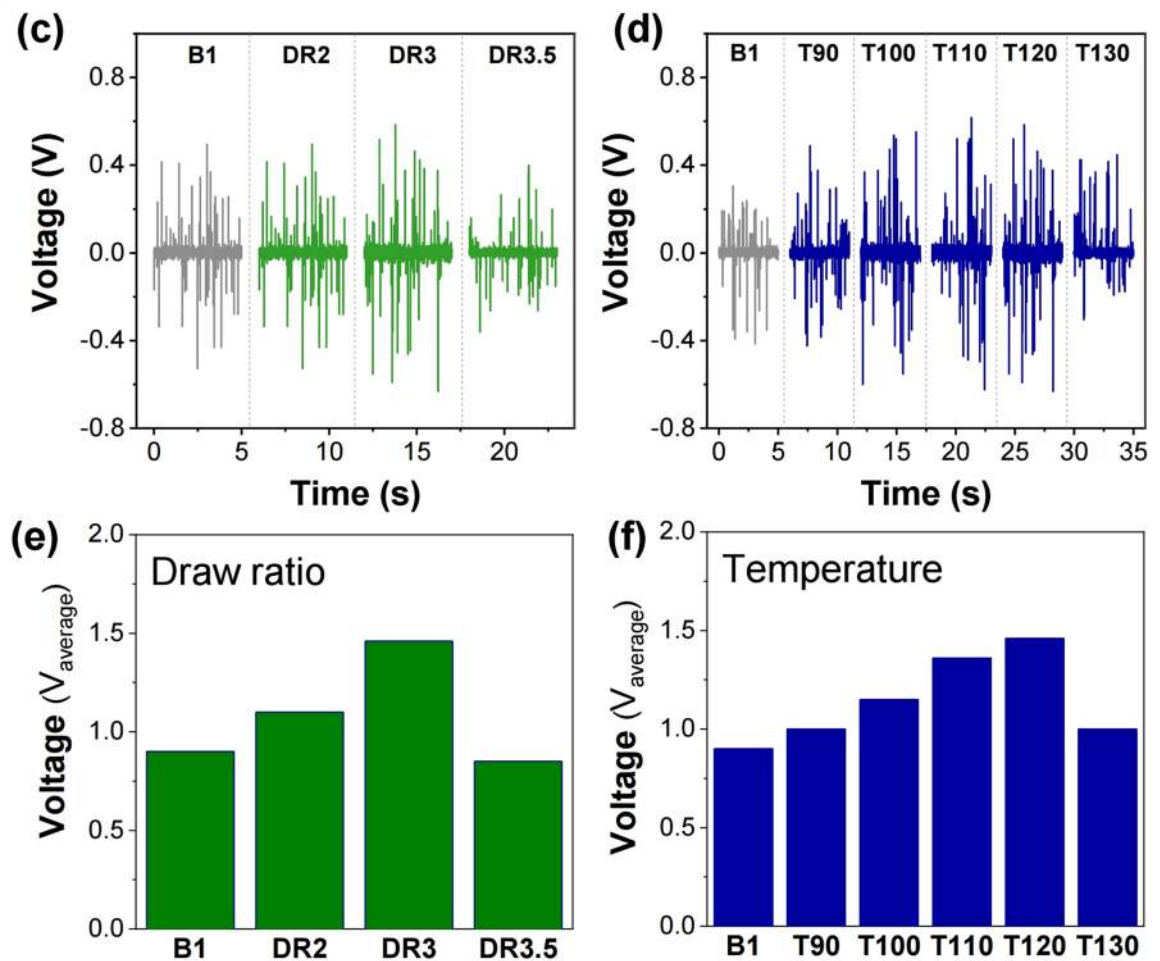 (c)
B1 DR2 DR3 DR3.5
0.8
0.4
0.0
-0.4
-0.8
Voltage (V)
0 5 10 15 20
Time (s)
(d)
B1 T90 T100 T110 T120 T130
0.8
0.4
0.0
-0.4
-0.8
Voltage (V)
0 5 10 15 20 25 30 35
Time (s)
(e)
Draw ratio
2.0
1.5
1.0
0.5
0.0
Voltage (Vaverage)
B1 DR2 DR3 DR3.5
(f)
Temperature
2.0
1.5
1.0
0.5
0.0
Voltage (Vaverage)
B1 T90 T100 T110 T120 T130